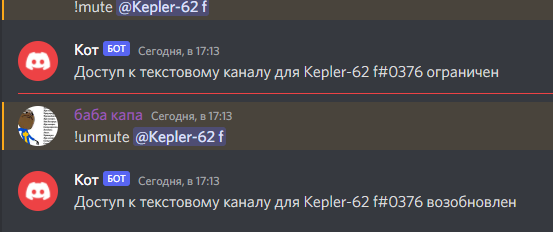 !mute @Kepler-62 f
Кот БОТ Сегодня, в 17:13
Доступ к текстовому каналу для Kepler-62 f#0376 ограничен
баба капа Сегодня, в 17:13
!unmute @Kepler-62 f
Кот БОТ Сегодня, в 17:13
Доступ к текстовому каналу для Kepler-62 f#0376 возобновлен